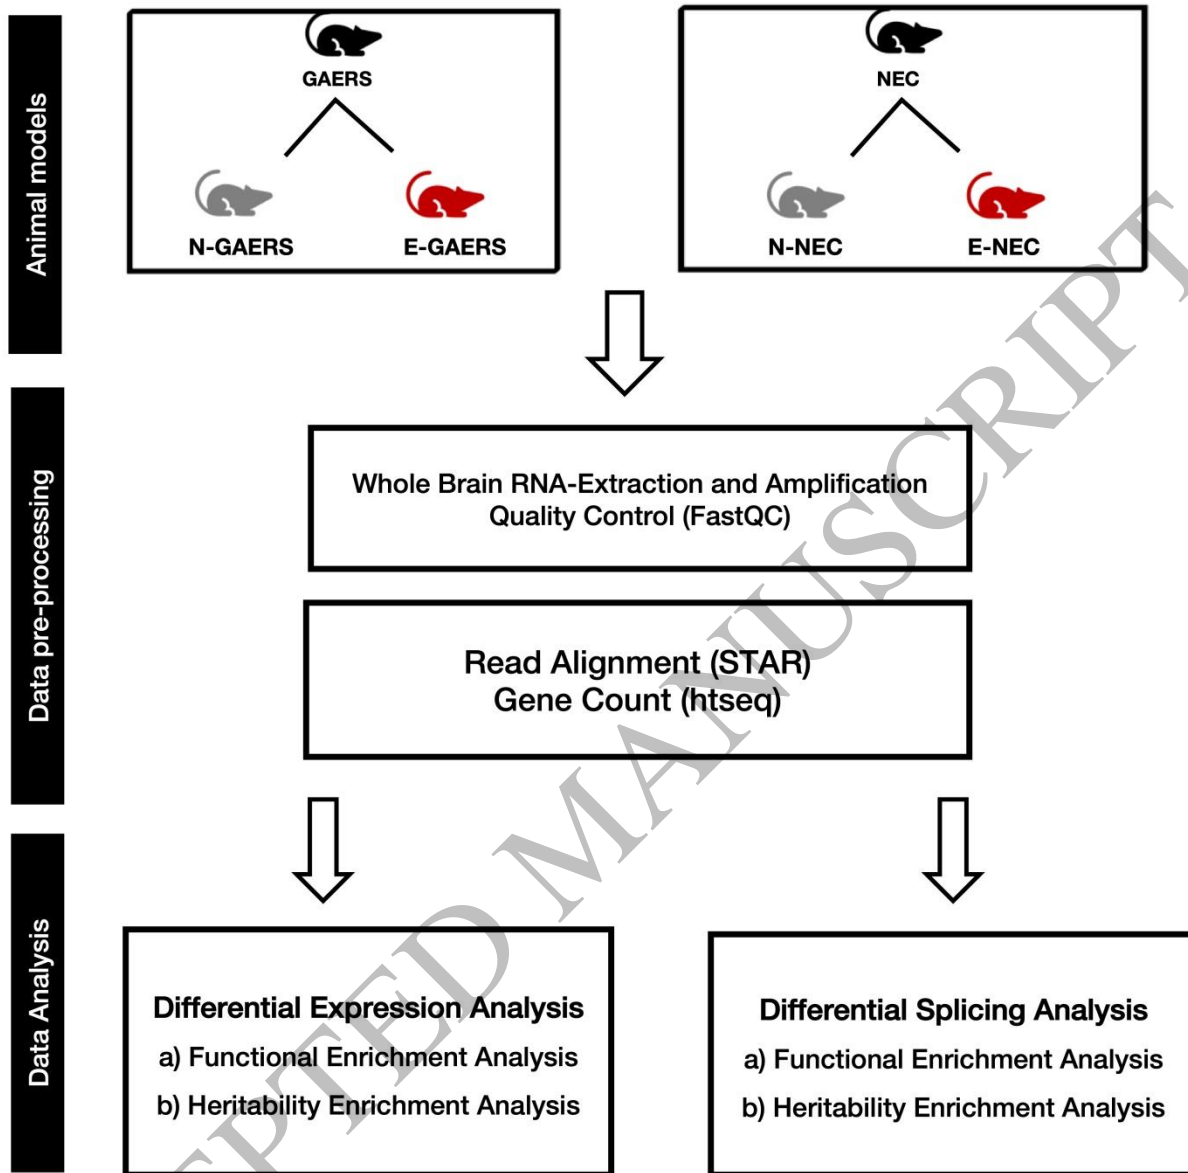 Animal models
GAERS
N-GAERS
E-GAERS
NEC
N-NEC
E-NEC
Data pre-processing
Whole Brain RNA-Extraction and Amplification
Quality Control (FastQC)
Read Alignment (STAR)
Gene Count (htseq)
Data Analysis
Differential Expression Analysis
a) Functional Enrichment Analysis
b) Heritability Enrichment Analysis
Differential Splicing Analysis
a) Functional Enrichment Analysis
b) Heritability Enrichment Analysis
EPTED MANUSCRIPT